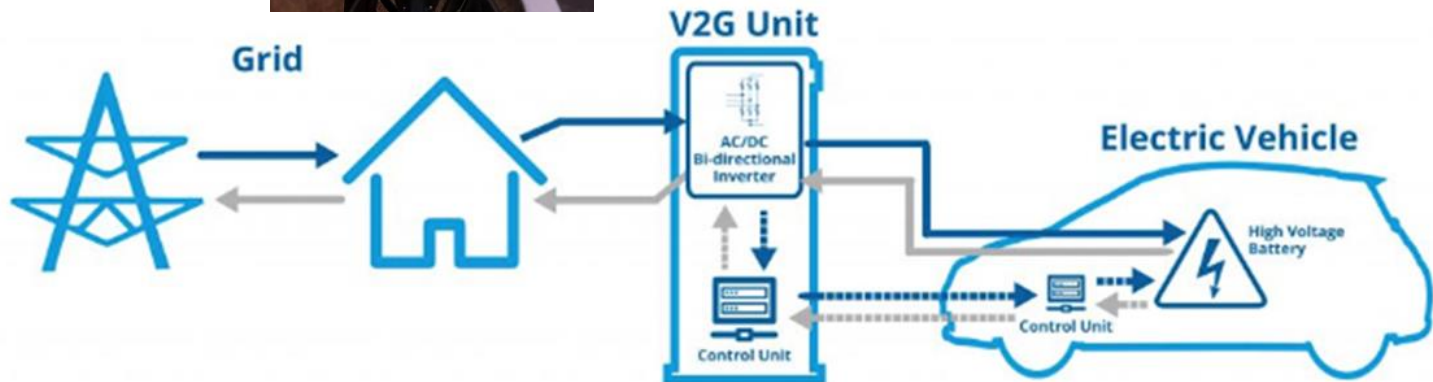 V2G Unit
Grid
AC/DC
Bi-directional
Inverter
Electric Vehicle
High Voltage
Battery
Control Unit
Control Unit